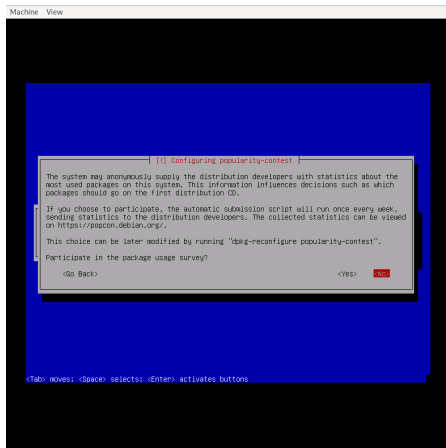 Machine View
[!] Configuring popularity-contest
The system may anonymously supply the distribution developers with statistics about the
most used packages on this system. This information influences decisions such as which
packages should go on the first distribution CD.
If you choose to participate, the automatic submission script will run once every week,
sending statistics to the distribution developers. The collected statistics can be viewed
on https://popcon.debian.org/.
This choice can be later modified by running "dpkg-reconfigure popularity-contest".
Participate in the package usage survey?
<Go Back> <Yes> <No>
<Tab> moves; <Space> selects; <Enter> activates buttons